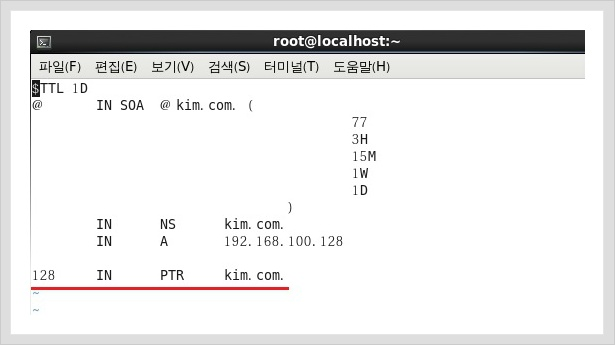 root@localhost:~
파일(F) 편집(E) 보기(V) 검색(S) 터미널(T) 도움말(H)
$TTL 1D
@ IN SOA @ kim.com. (
77
3H
15M
1W
1D
)
IN NS kim.com.
IN A 192.168.100.128
128 IN PTR kim.com.
~
~